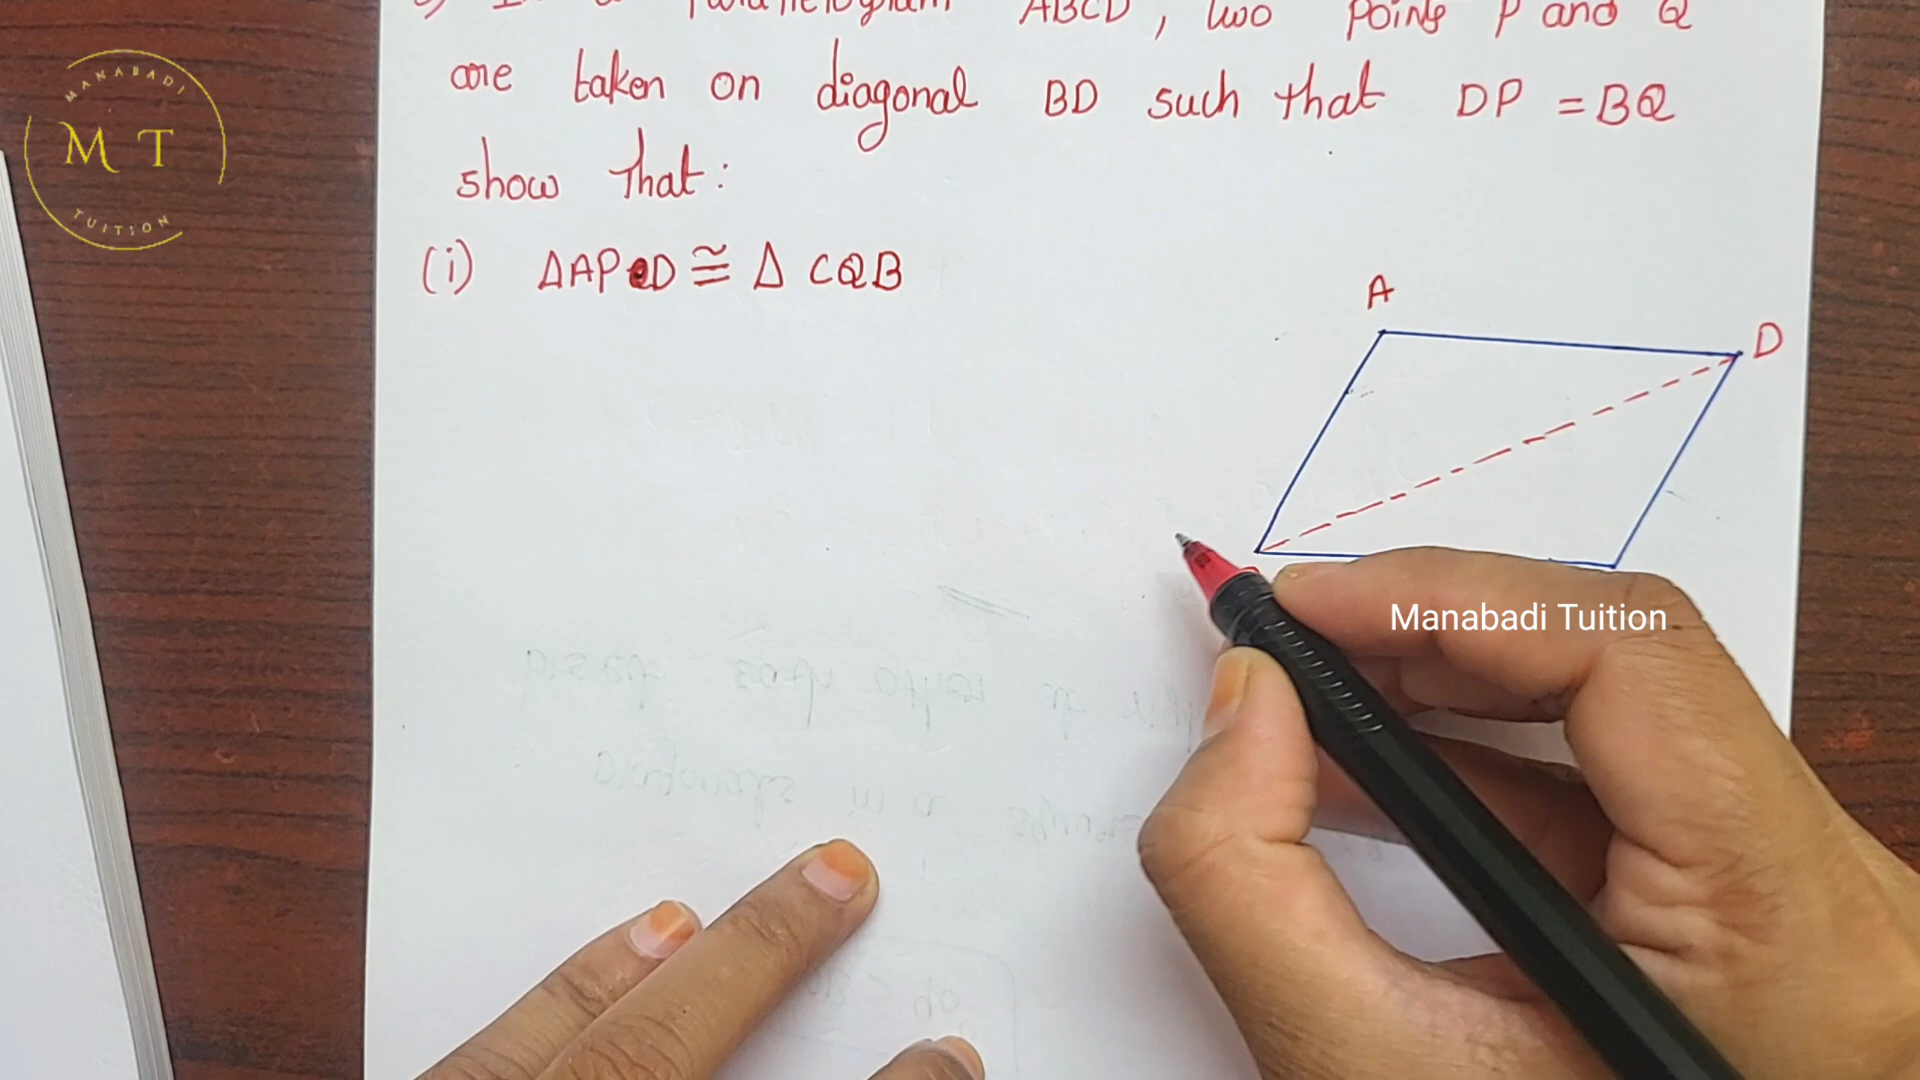 ABCD, two points P and Q
are taken on diagonal BD such that DP = BQ
show that:
(i) ΔAPD ≅ Δ CQB
A
D
MANABADI
M T
TUITION
Manabadi Tuition